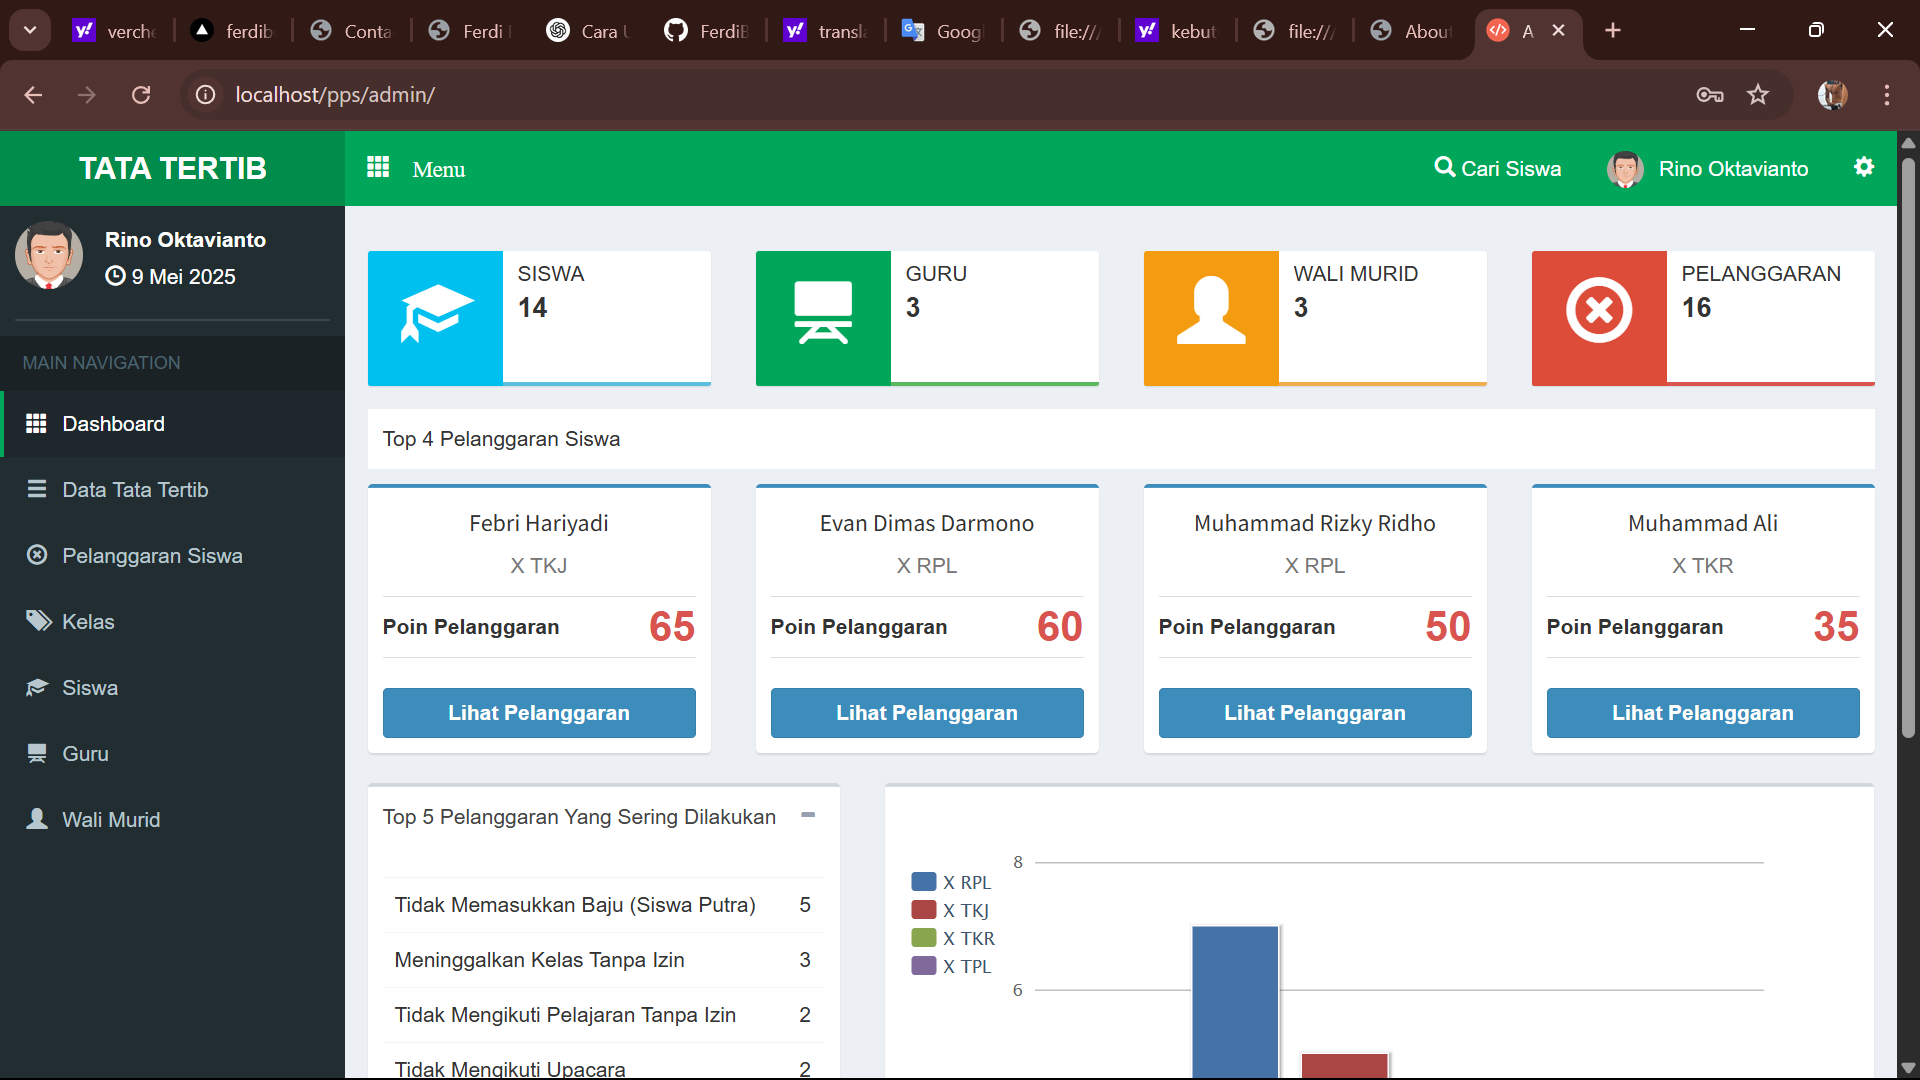 verche
ferdib
Conta
Ferdi
Cara U
FerdiB
transla
Googl
file:///
kebut
file:///
About
A
localhost/pps/admin/
TATA TERTIB
Menu
Cari Siswa
Rino Oktavianto
Rino Oktavianto
9 Mei 2025
MAIN NAVIGATION
Dashboard
Data Tata Tertib
Pelanggaran Siswa
Kelas
Siswa
Guru
Wali Murid
SISWA
14
GURU
3
WALI MURID
3
PELANGGARAN
16
Top 4 Pelanggaran Siswa
Febri Hariyadi
X TKJ
Poin Pelanggaran 65
Lihat Pelanggaran
Evan Dimas Darmono
X RPL
Poin Pelanggaran 60
Lihat Pelanggaran
Muhammad Rizky Ridho
X RPL
Poin Pelanggaran 50
Lihat Pelanggaran
Muhammad Ali
X TKR
Poin Pelanggaran 35
Lihat Pelanggaran
Top 5 Pelanggaran Yang Sering Dilakukan
Tidak Memasukkan Baju (Siswa Putra) 5
Meninggalkan Kelas Tanpa Izin 3
Tidak Mengikuti Pelajaran Tanpa Izin 2
Tidak Mengikuti Upacara 2
X RPL
X TKJ
X TKR
X TPL
8
6